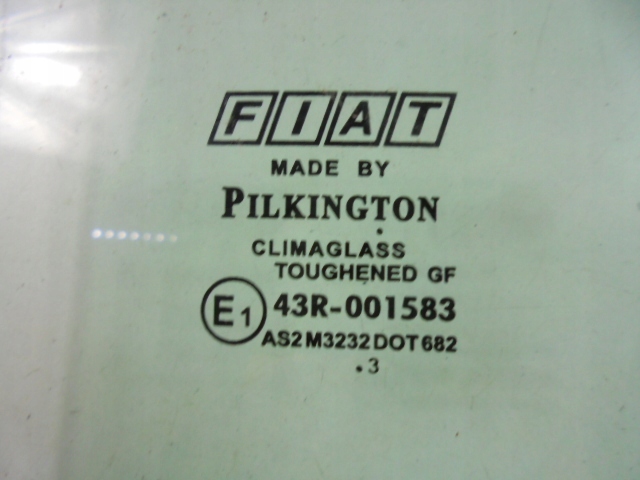 FIAT
MADE BY
PILKINGTON
CLIMAGLASS
TOUGHENED GF
E1 43R-001583
AS2 M3232 DOT 682
.3